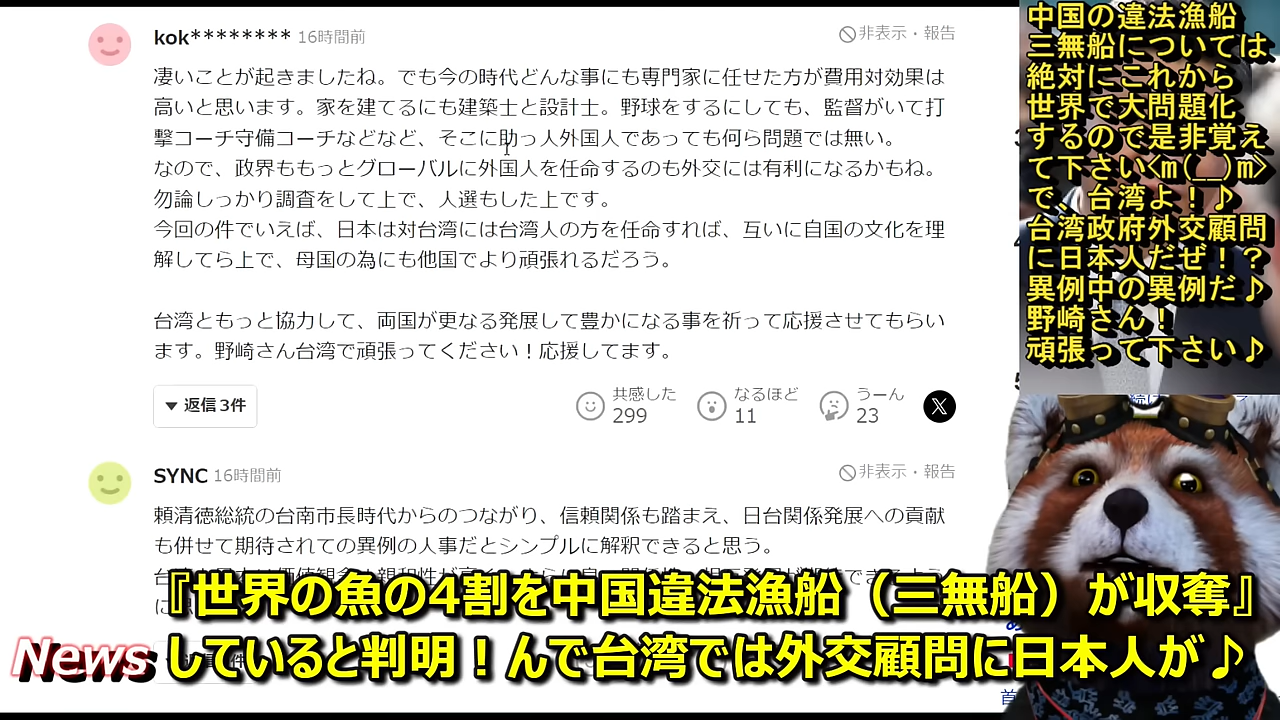 kok******** 16時間前
非表示・報告
凄いことが起きましたね。でも今の時代どんな事にも専門家に任せた方が費用対効果は
高いと思います。家を建てるにも建築士と設計士。野球をするにしても、監督がいて打
撃コーチ守備コーチなどなど、そこに助っ人外国人であっても何ら問題では無い。
なので、政界ももっとグローバルに外国人を任命するのも外交には有利になるかもね。
勿論しっかり調査をして上で、人選もした上です。
今回の件でいえば、日本は対台湾には台湾人の方を任命すれば、互いに自国の文化を理
解してら上で、母国の為にも他国でより頑張れるだろう。
台湾ともっと協力して、両国が更なる発展して豊かになる事を祈って応援させてもらい
ます。野崎さん台湾で頑張ってください！応援してます。
返信3件
共感した
299
なるほど
11
うーん
23
SYNC 16時間前
非表示・報告
頼清徳総統の台南市長時代からのつながり、信頼関係も踏まえ、日台関係発展への貢献
も併せて期待されての異例の人事だとシンプルに解釈できると思う。
中国の違法漁船
三無船については
絶対にこれから
世界で大問題化
するので是非覚え
て下さい<m(__)m>
で、台湾よ！♪
台湾政府外交顧問
に日本人だぜ！？
異例中の異例だ♪
野崎さん！
頑張って下さい♪
『世界の魚の4割を中国違法漁船（三無船）が収奪』
News
していると判明！んで台湾では外交顧問に日本人が♪